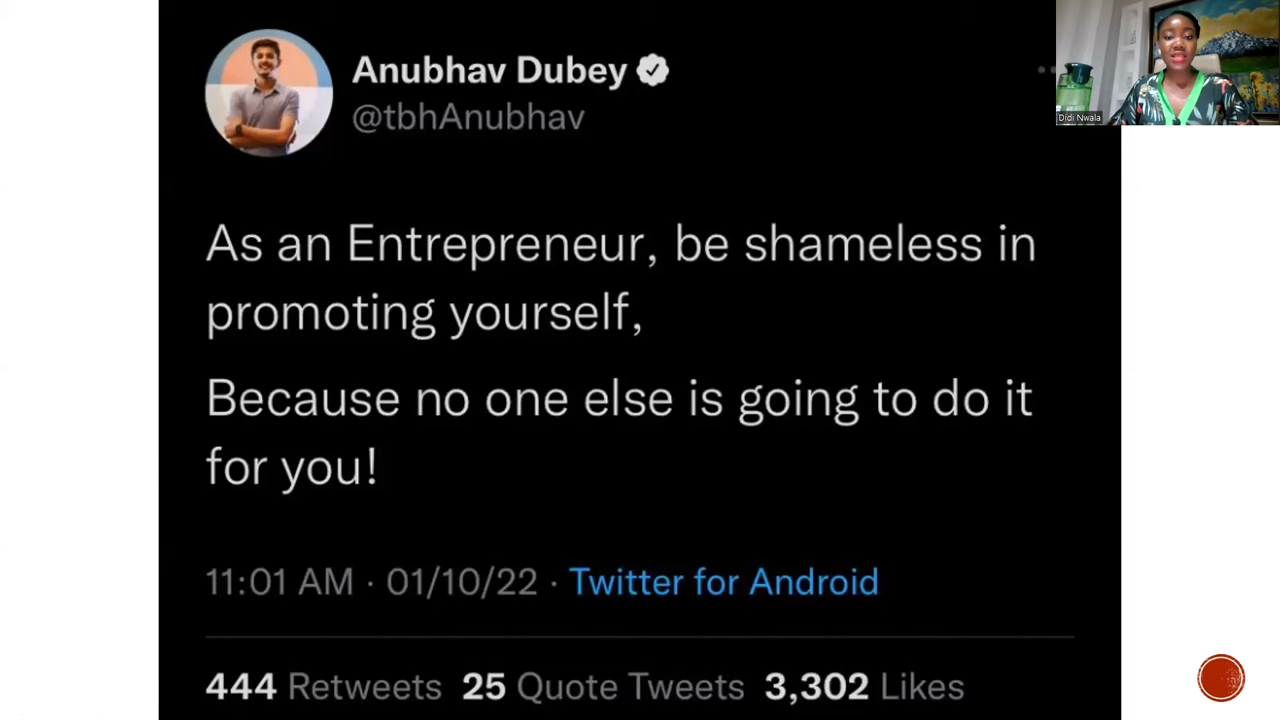 Anubhav Dubey
@tbhAnubhav
Didi Nwala
As an Entrepreneur, be shameless in
promoting yourself,
Because no one else is going to do it
for you!
11:01 AM · 01/10/22 · Twitter for Android
444 Retweets 25 Quote Tweets 3,302 Likes